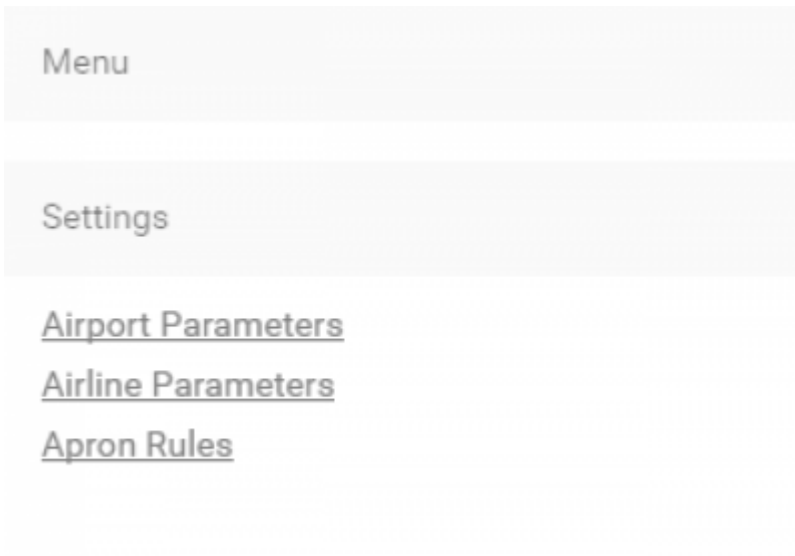 Menu
Settings
Airport Parameters
Airline Parameters
Apron Rules